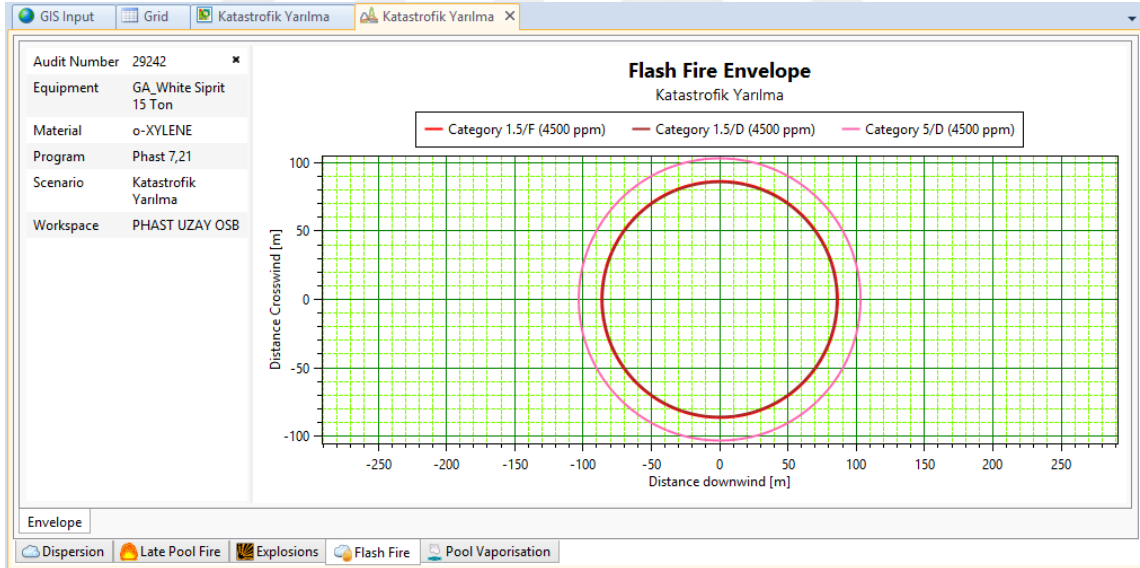 GIS Input
Grid
Katastrofik Yarılma
Katastrofik Yarılma
Audit Number 29242
Equipment GA_White Siprit
15 Ton
Material o-XYLENE
Program Phast 7,21
Scenario Katastrofik
Yarılma
Workspace PHAST UZAY OSB
Flash Fire Envelope
Katastrofik Yarılma
Category 1.5/F (4500 ppm) Category 1.5/D (4500 ppm) Category 5/D (4500 ppm)
Distance Crosswind [m]
100
50
0
-50
-100
-250 -200 -150 -100 -50 0 50 100 150 200 250
Distance downwind [m]
Envelope
Dispersion Late Pool Fire Explosions Flash Fire Pool Vaporisation